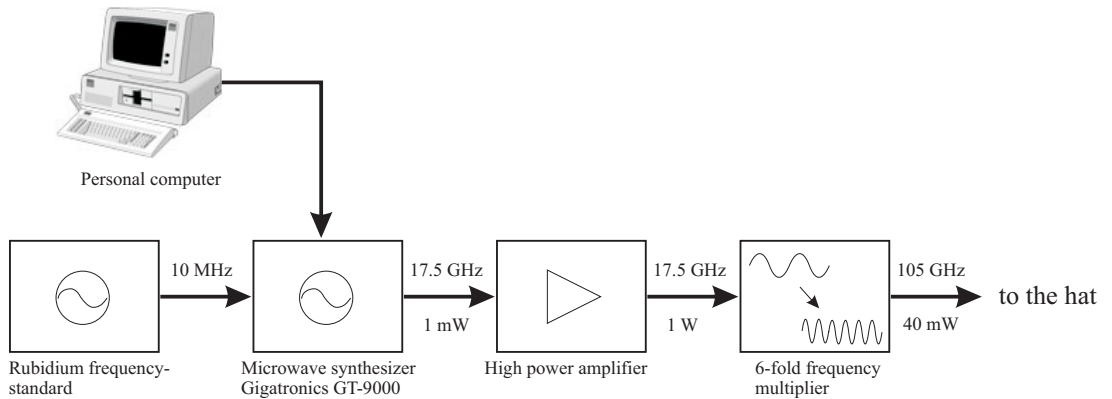 Personal computer
10 MHz
17.5 GHz
1 mW
17.5 GHz
1 W
105 GHz
40 mW
to the hat
Rubidium frequency-
standard
Microwave synthesizer
Gigatronics GT-9000
High power amplifier
6-fold frequency
multiplier